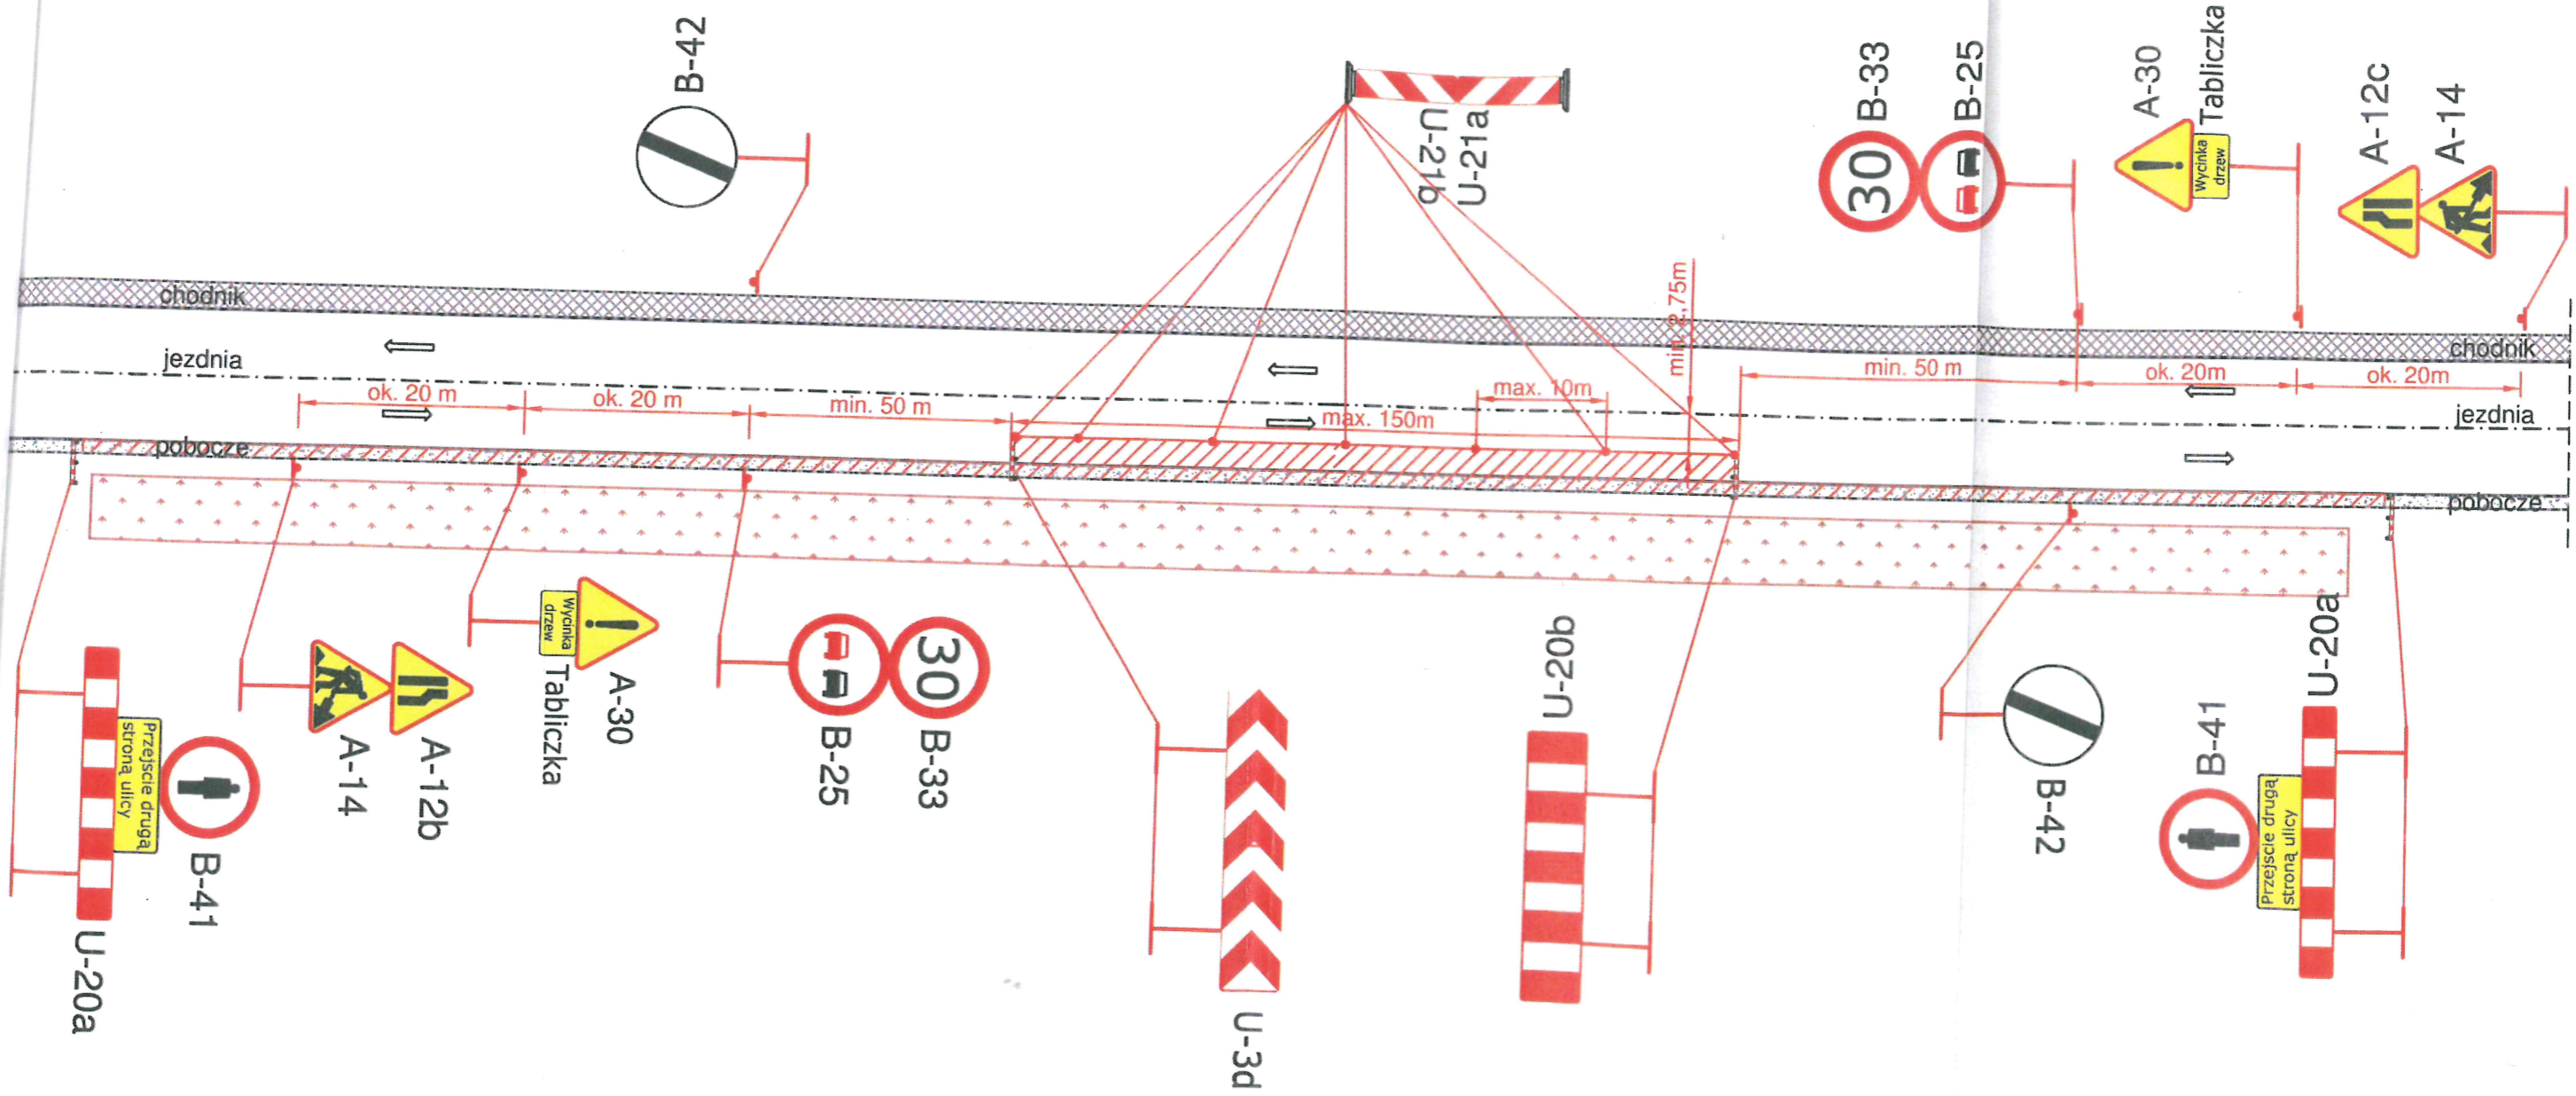 B-42
U-21b
U-21a
30
B-33
B-25
A-30
Tabliczka
Wycinka
drzew
A-12c
A-14
chodnik
chodnik
min. 2,75m
jezdnia
jezdnia
min. 50 m
ok. 20m
ok. 20m
ok. 20 m
ok. 20 m
min. 50 m
max. 10m
max. 150m
pobocze
pobocze
U-20a
Przejscie drugą
stroną ulicy
B-41
A-14
A-12b
Wycinka
drzew
Tabliczka
A-30
B-25
30
B-33
U-3d
U-20b
B-42
B-41
Przejscie drugą
stroną ulicy
U-20a